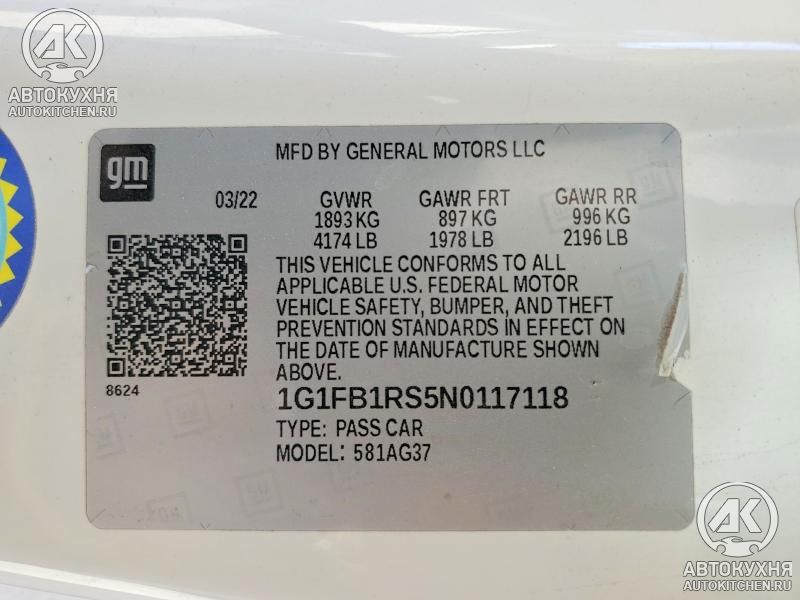 AK
АВТОКУХНЯ
AUTOKITCHEN.RU
gm
MFD BY GENERAL MOTORS LLC
03/22 GVWR GAWR FRT GAWR RR
1893 KG 897 KG 996 KG
4174 LB 1978 LB 2196 LB
THIS VEHICLE CONFORMS TO ALL
APPLICABLE U.S. FEDERAL MOTOR
VEHICLE SAFETY, BUMPER, AND THEFT
PREVENTION STANDARDS IN EFFECT ON
THE DATE OF MANUFACTURE SHOWN
ABOVE.
8624
1G1FB1RS5N0117118
TYPE: PASS CAR
MODEL: 581AG37
AK
АВТОКУХНЯ
AUTOKITCHEN.RU